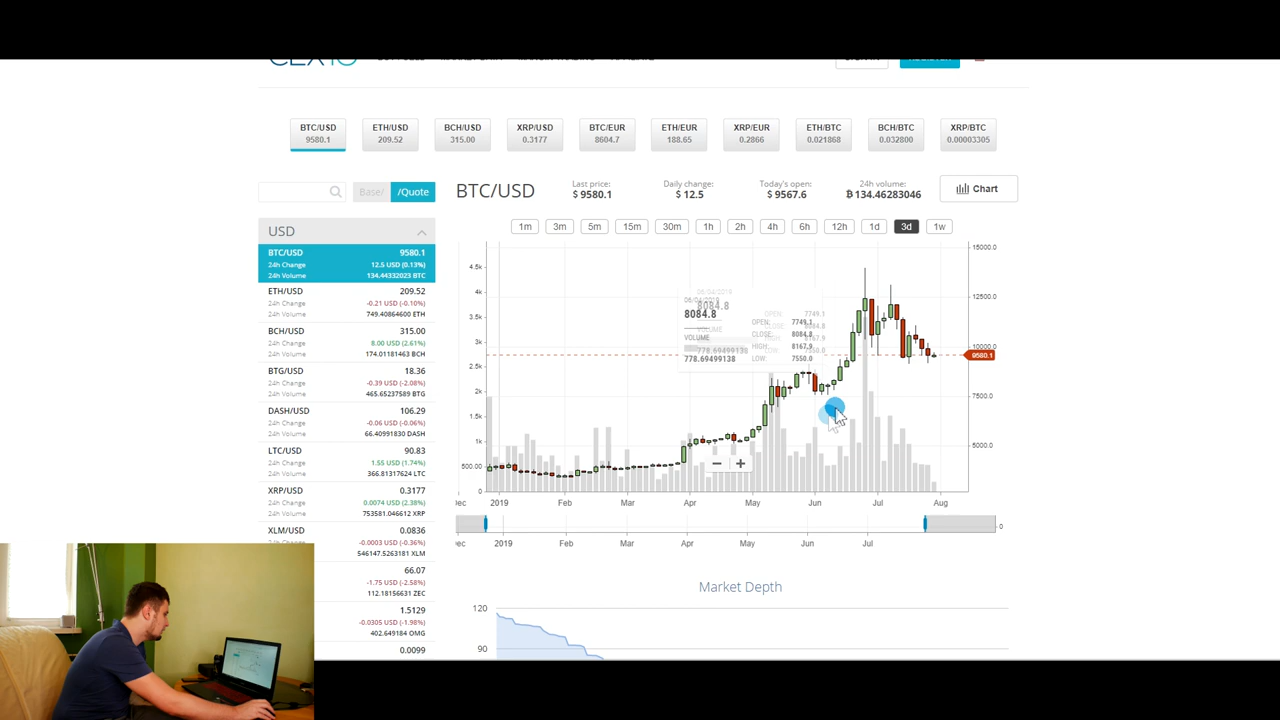 BTC/USD ETH/USD BCH/USD XRP/USD BTC/EUR ETH/EUR XRP/EUR ETH/BTC BCH/BTC XRP/BTC
9580.1 209.52 315.00 0.3177 8604.7 188.65 0.2866 0.021868 0.032800 0.00003305
Base/ /Quote
BTC/USD
Last price: Daily change: Today's open: 24h volume:
$ 9580.1 $ 12.5 $ 9567.6 ฿ 134.46283046
Chart
1m 3m 5m 15m 30m 1h 2h 4h 6h 12h 1d 3d 1w
USD
BTC/USD 9580.1
24h Change 12.5 USD (0.13%)
24h Volume 134.44332023 BTC
ETH/USD 209.52
24h Change -0.21 USD (-0.10%)
24h Volume 749.40864600 ETH
BCH/USD 315.00
24h Change 8.00 USD (2.61%)
24h Volume 174.01181463 BCH
BTG/USD 18.36
24h Change -0.39 USD (-2.08%)
24h Volume 465.65237589 BTG
DASH/USD 106.29
24h Change -0.06 USD (-0.06%)
24h Volume 66.40991830 DASH
LTC/USD 90.83
24h Change 1.55 USD (1.74%)
24h Volume 366.81317624 LTC
XRP/USD 0.3177
24h Change 0.0074 USD (2.38%)
24h Volume 753581.046612 XRP
XLM/USD 0.0836
24h Change -0.0003 USD (-0.36%)
24h Volume 546147.5263181 XLM
66.07
-1.75 USD (-2.58%)
112.18156631 ZEC
1.5129
-0.0305 USD (-1.98%)
402.649184 OMG
0.0099
4.5k
4k
3.5k
3k
2.5k
2k
1.5k
1k
500.00
0
15000.0
12500.0
10000.0
9580.1
7500.0
5000.0
8084.8
VOLUME
778.69499138
OPEN: 7749.1
CLOSE: 8084.8
HIGH: 8167.9
LOW: 7550.0
− +
ec 2019 Feb Mar Apr May Jun Jul Aug
0
ec 2019 Feb Mar Apr May Jun Jul
Market Depth
120
90